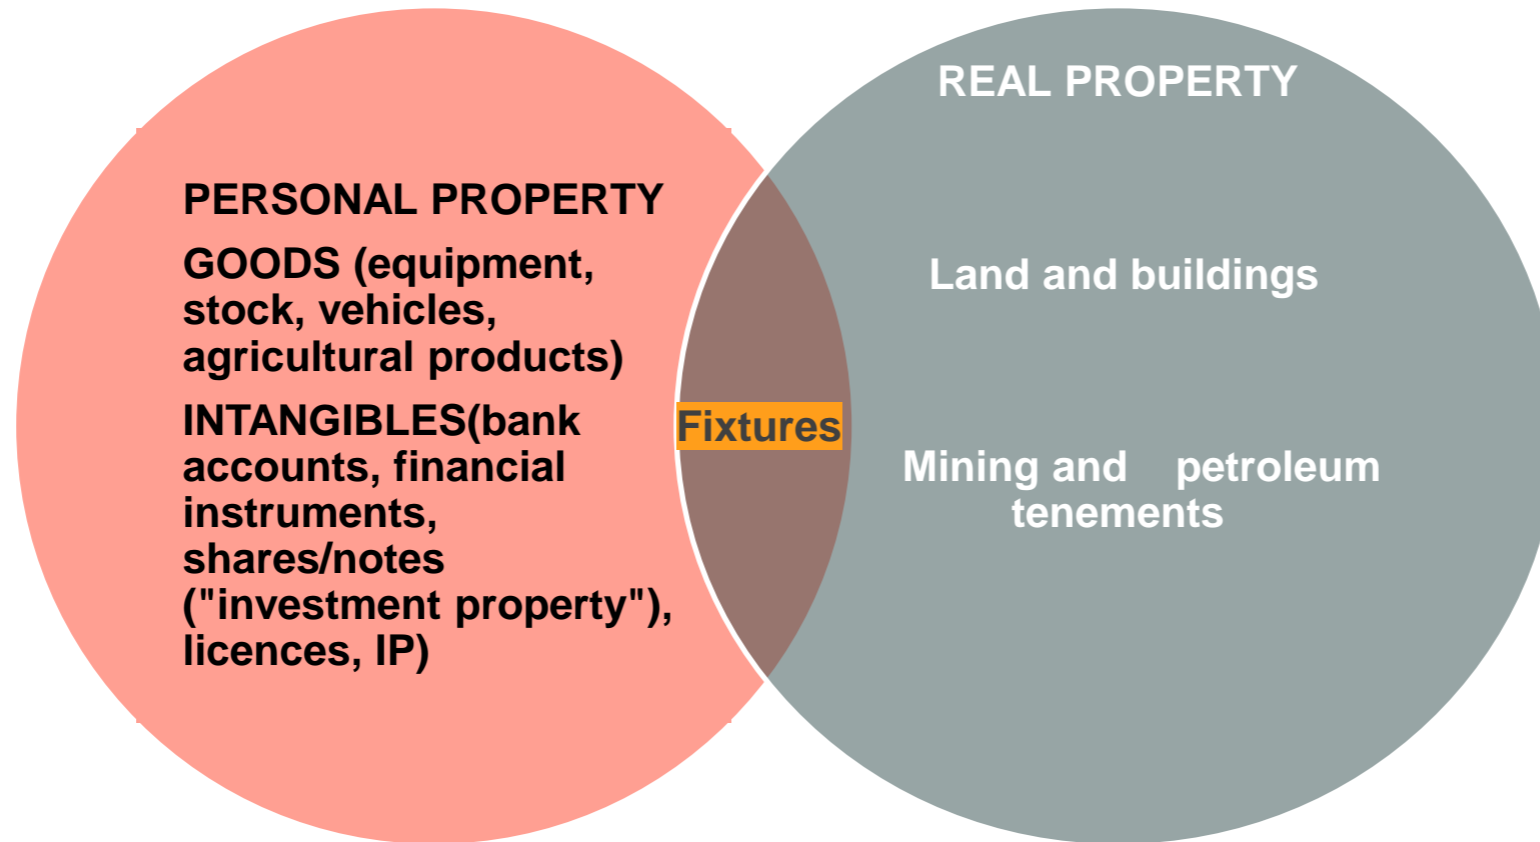 PERSONAL PROPERTY
GOODS (equipment,
stock, vehicles,
agricultural products)
INTANGIBLES(bank
accounts, financial
instruments,
shares/notes
("investment property"),
licences, IP)
Fixtures
REAL PROPERTY
Land and buildings
Mining and petroleum
tenements